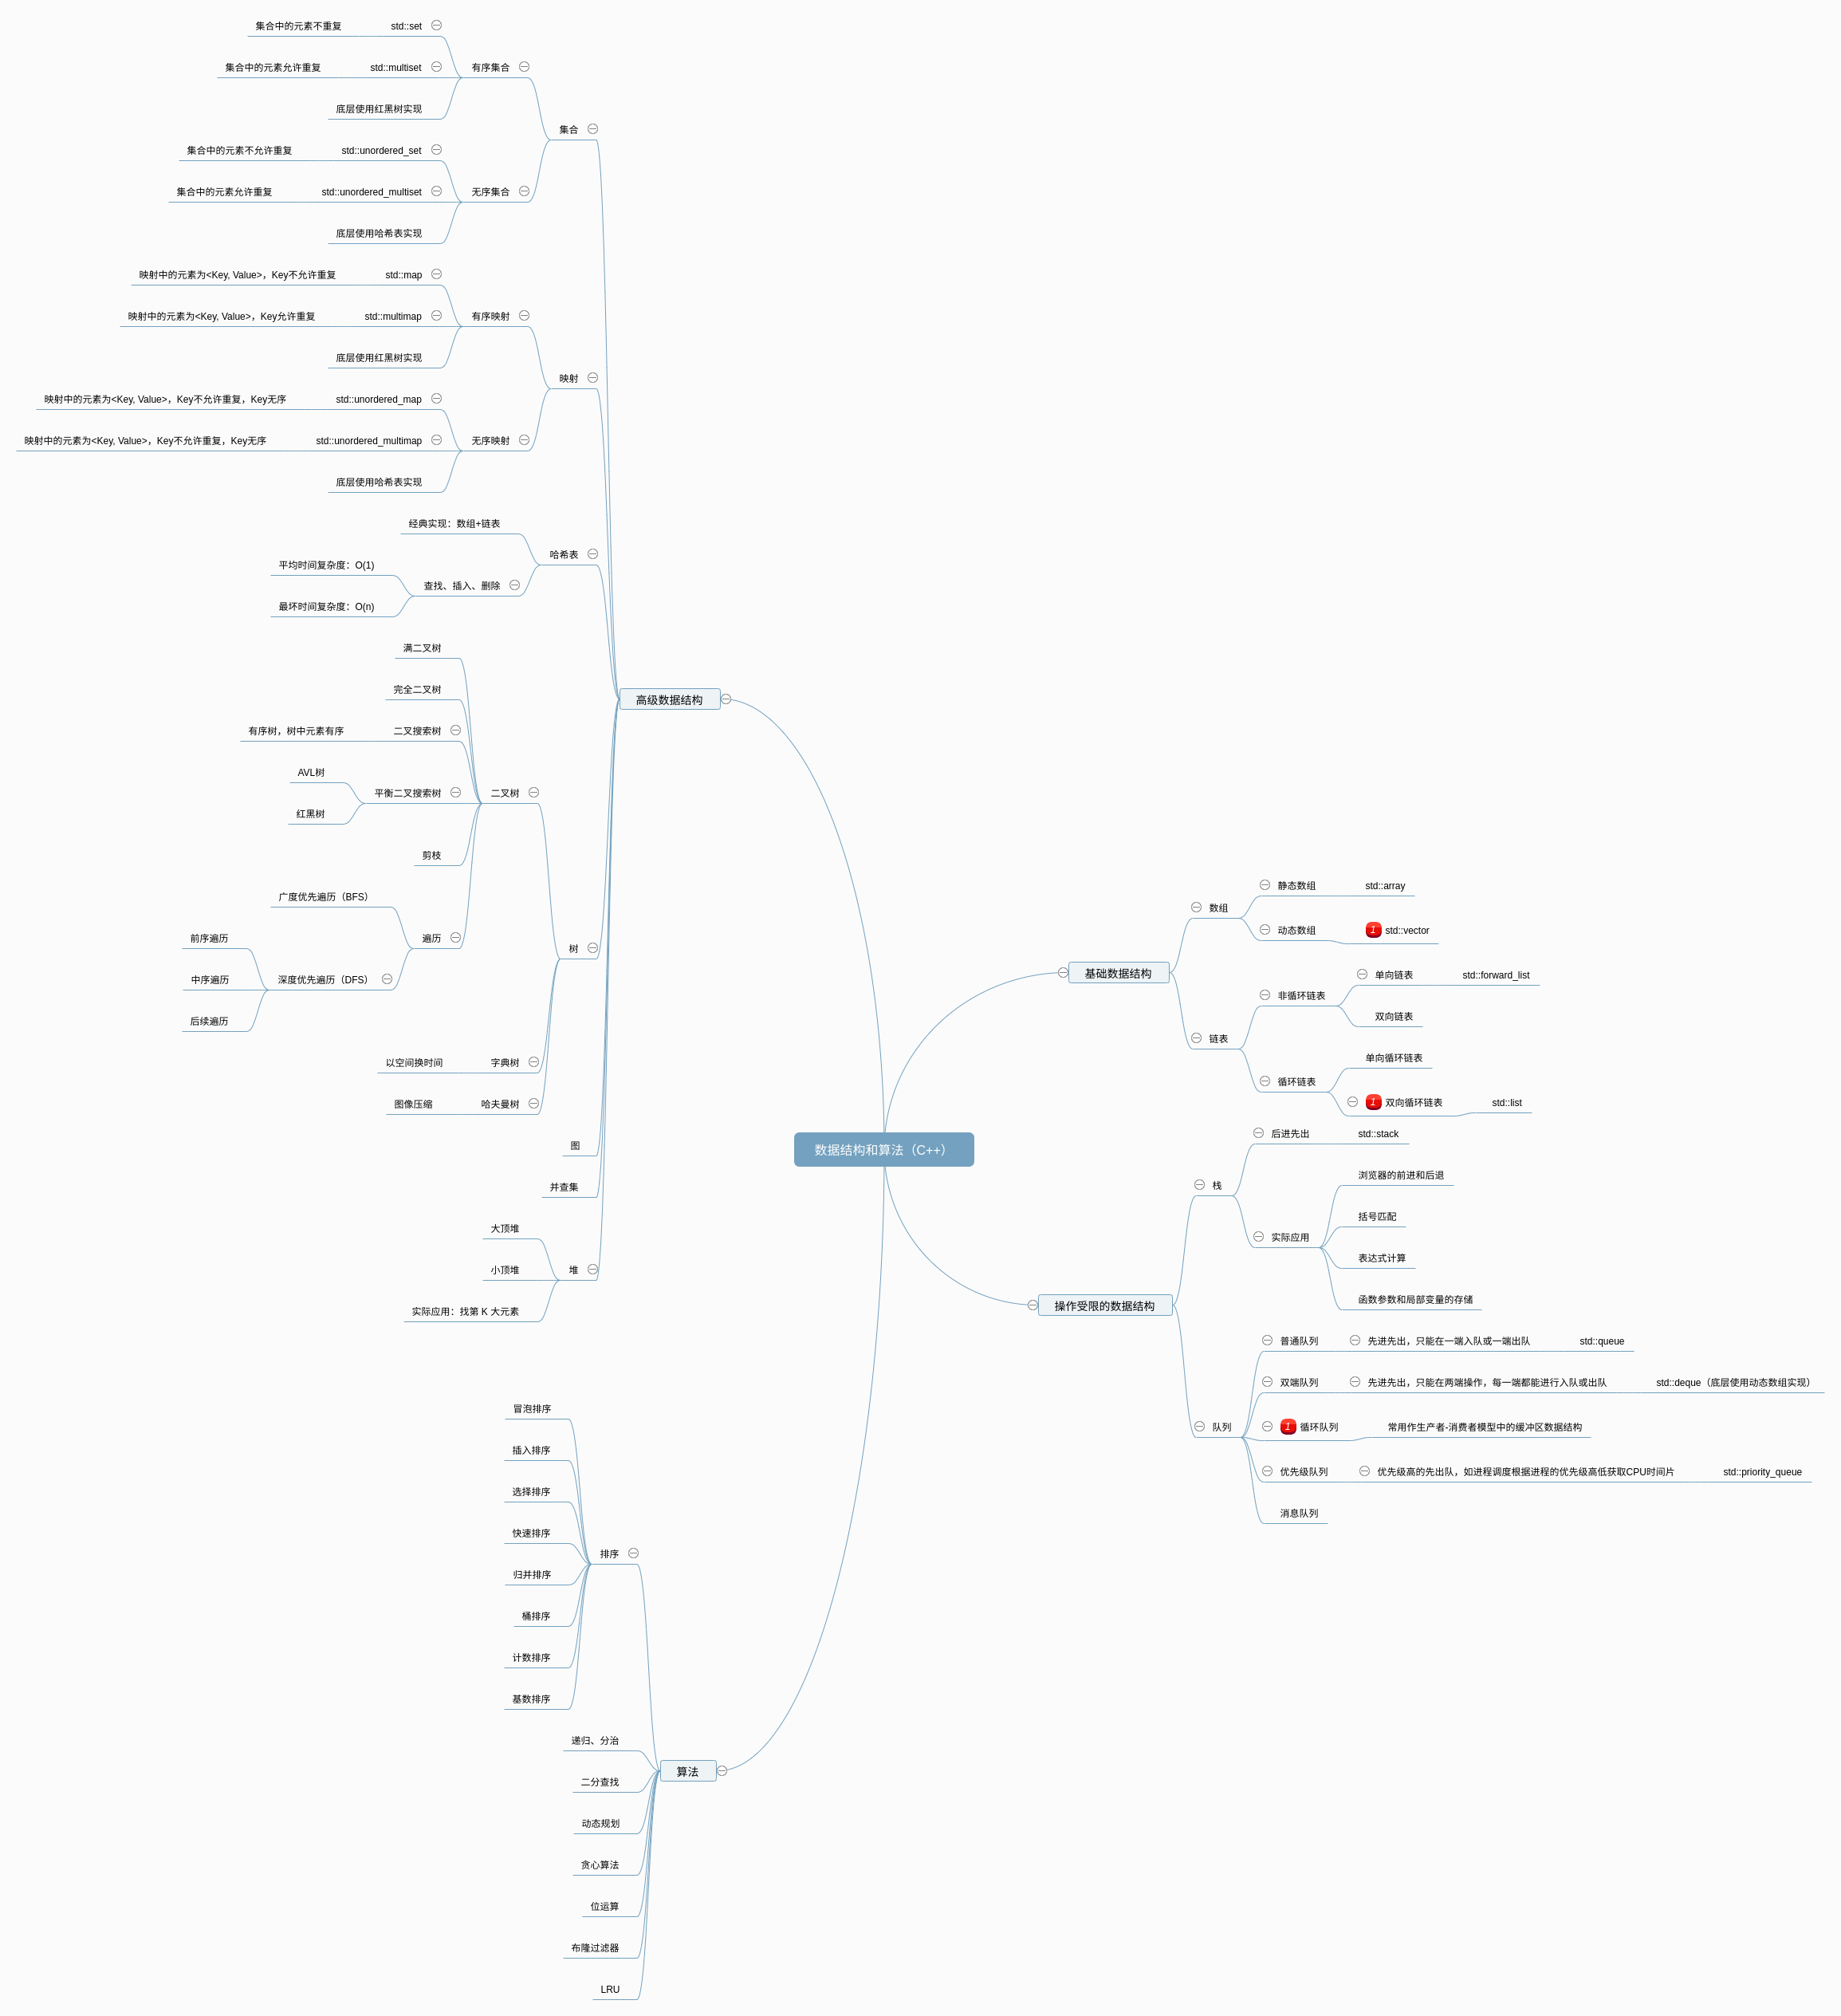 数据结构和算法（C++）
基础数据结构
数组
静态数组
std::array
动态数组
1
std::vector
链表
非循环链表
单向链表
std::forward_list
双向链表
循环链表
单向循环链表
1
双向循环链表
std::list
操作受限的数据结构
栈
后进先出
std::stack
实际应用
浏览器的前进和后退
括号匹配
表达式计算
函数参数和局部变量的存储
队列
普通队列
先进先出，只能在一端入队或一端出队
std::queue
双端队列
先进先出，只能在两端操作，每一端都能进行入队或出队
std::deque（底层使用动态数组实现）
1
循环队列
常用作生产者-消费者模型中的缓冲区数据结构
优先级队列
优先级高的先出队，如进程调度根据进程的优先级高低获取CPU时间片
std::priority_queue
消息队列
高级数据结构
集合
有序集合
std::set
集合中的元素不重复
std::multiset
集合中的元素允许重复
底层使用红黑树实现
无序集合
std::unordered_set
集合中的元素不允许重复
std::unordered_multiset
集合中的元素允许重复
底层使用哈希表实现
映射
有序映射
std::map
映射中的元素为<Key, Value>，Key不允许重复
std::multimap
映射中的元素为<Key, Value>，Key允许重复
底层使用红黑树实现
无序映射
std::unordered_map
映射中的元素为<Key, Value>，Key不允许重复，Key无序
std::unordered_multimap
映射中的元素为<Key, Value>，Key不允许重复，Key无序
底层使用哈希表实现
哈希表
经典实现：数组+链表
查找、插入、删除
平均时间复杂度：O(1)
最坏时间复杂度：O(n)
树
二叉树
满二叉树
完全二叉树
二叉搜索树
有序树，树中元素有序
平衡二叉搜索树
AVL树
红黑树
剪枝
遍历
广度优先遍历（BFS）
深度优先遍历（DFS）
前序遍历
中序遍历
后续遍历
字典树
以空间换时间
哈夫曼树
图像压缩
图
并查集
堆
大顶堆
小顶堆
实际应用：找第 K 大元素
算法
排序
冒泡排序
插入排序
选择排序
快速排序
归并排序
桶排序
计数排序
基数排序
递归、分治
二分查找
动态规划
贪心算法
位运算
布隆过滤器
LRU